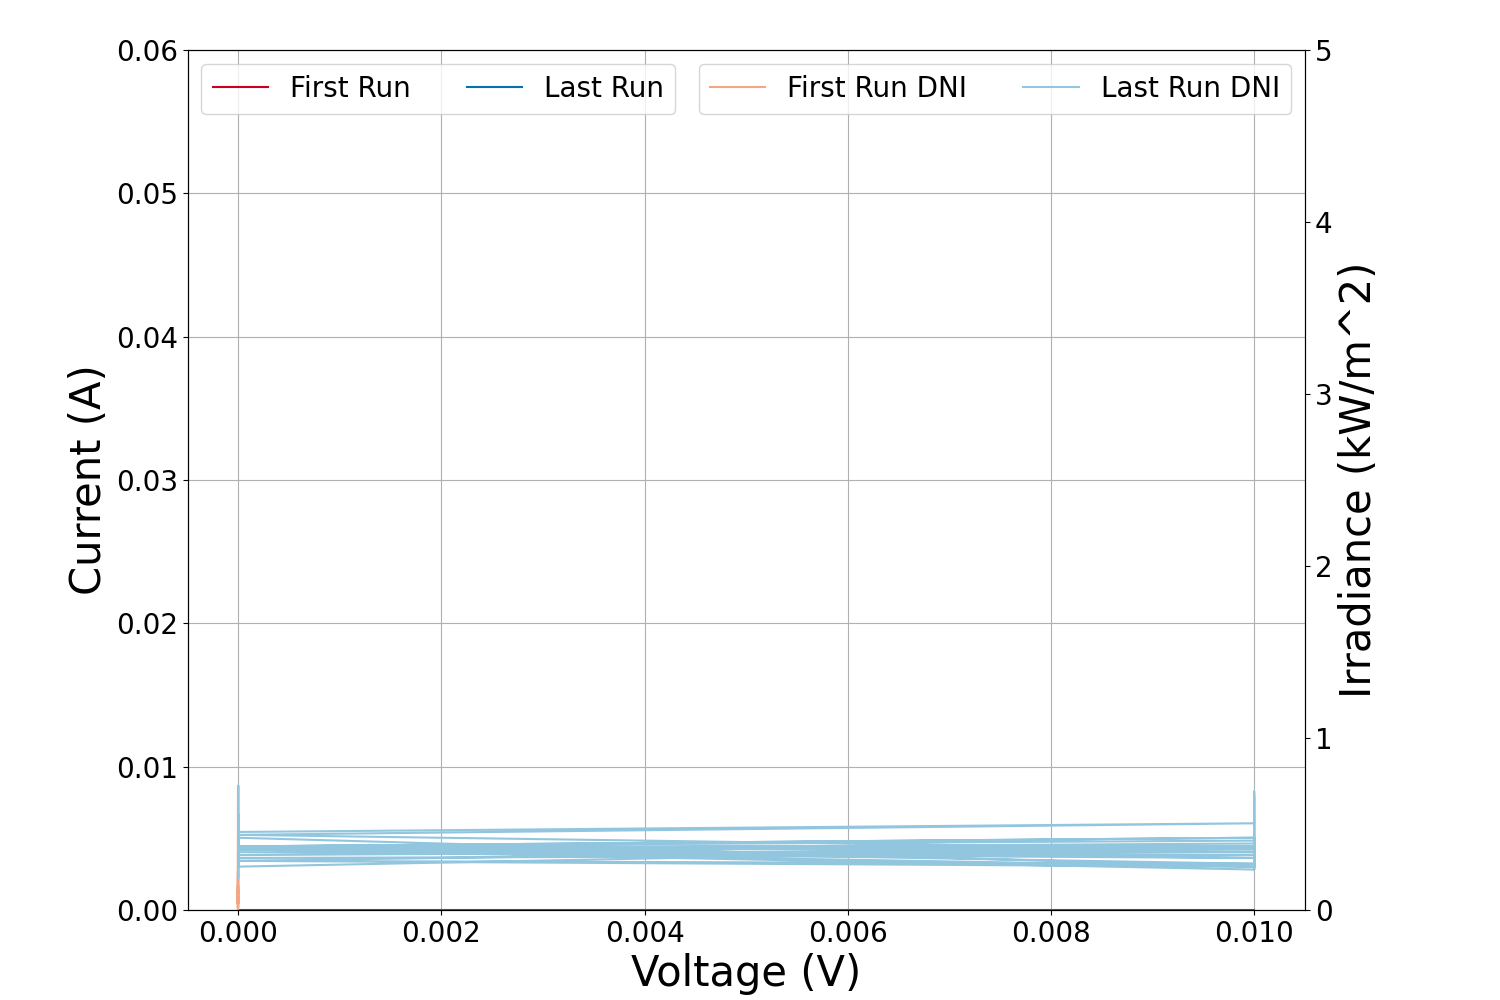 First Run
Last Run
First Run DNI
Last Run DNI
Current (A)
0.06
0.05
0.04
0.03
0.02
0.01
0.00
0.000
0.002
0.004
0.006
0.008
0.010
Voltage (V)
5
4
3
2
1
0
Irradiance (kW/m^2)